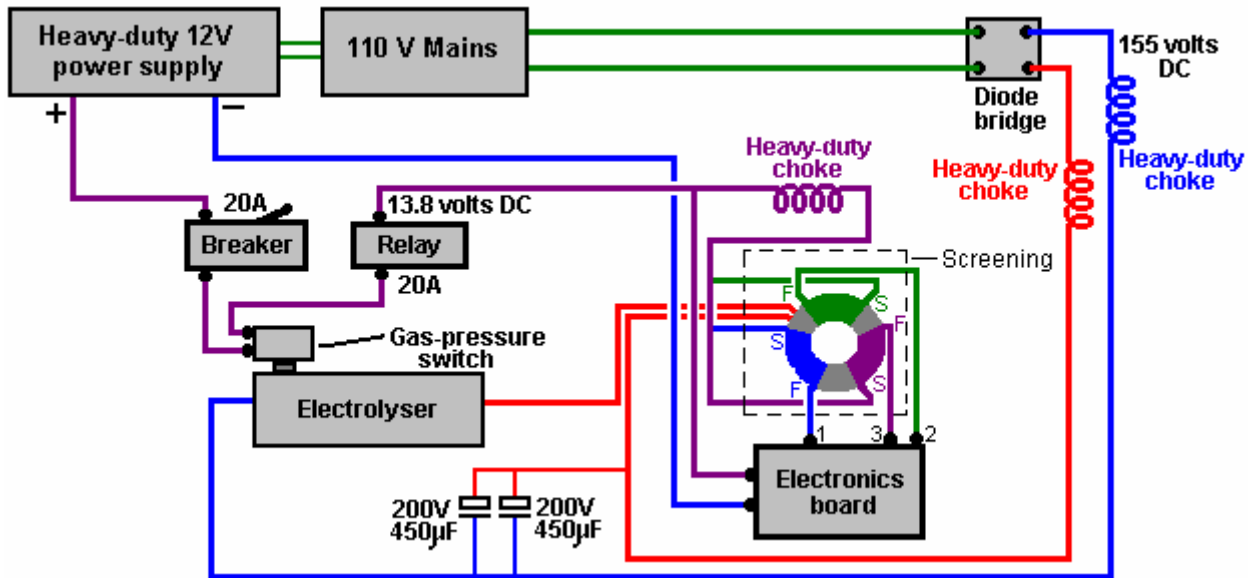 Heavy-duty 12V
power supply
110 V Mains
155 volts
DC
Diode
bridge
+
−
Heavy-duty
choke
Heavy-duty
choke
Heavy-duty
choke
20A
13.8 volts DC
Breaker
Relay
20A
Screening
F
S
F
S
F
S
Gas-pressure
switch
Electrolyser
1
3
2
Electronics
board
200V
450µF
200V
450µF